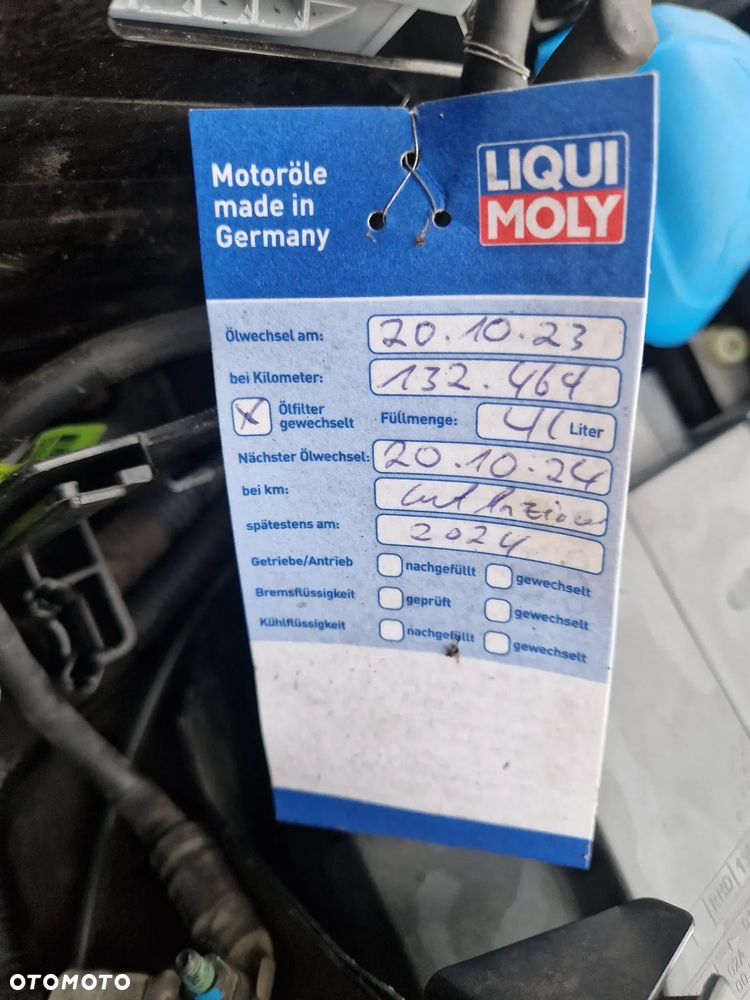 Motoröle
made in
Germany
LIQUI
MOLY
Ölwechsel am: 20.10.23
bei Kilometer: 132.464
X Ölfilter gewechselt Füllmenge: 4l Liter
Nächster Ölwechsel: 20.10.24
bei km:
spätestens am: 2024
Getriebe/Antrieb nachgefüllt gewechselt
Bremsflüssigkeit geprüft gewechselt
Kühlflüssigkeit nachgefüllt gewechselt
RHD
OTOMOTO